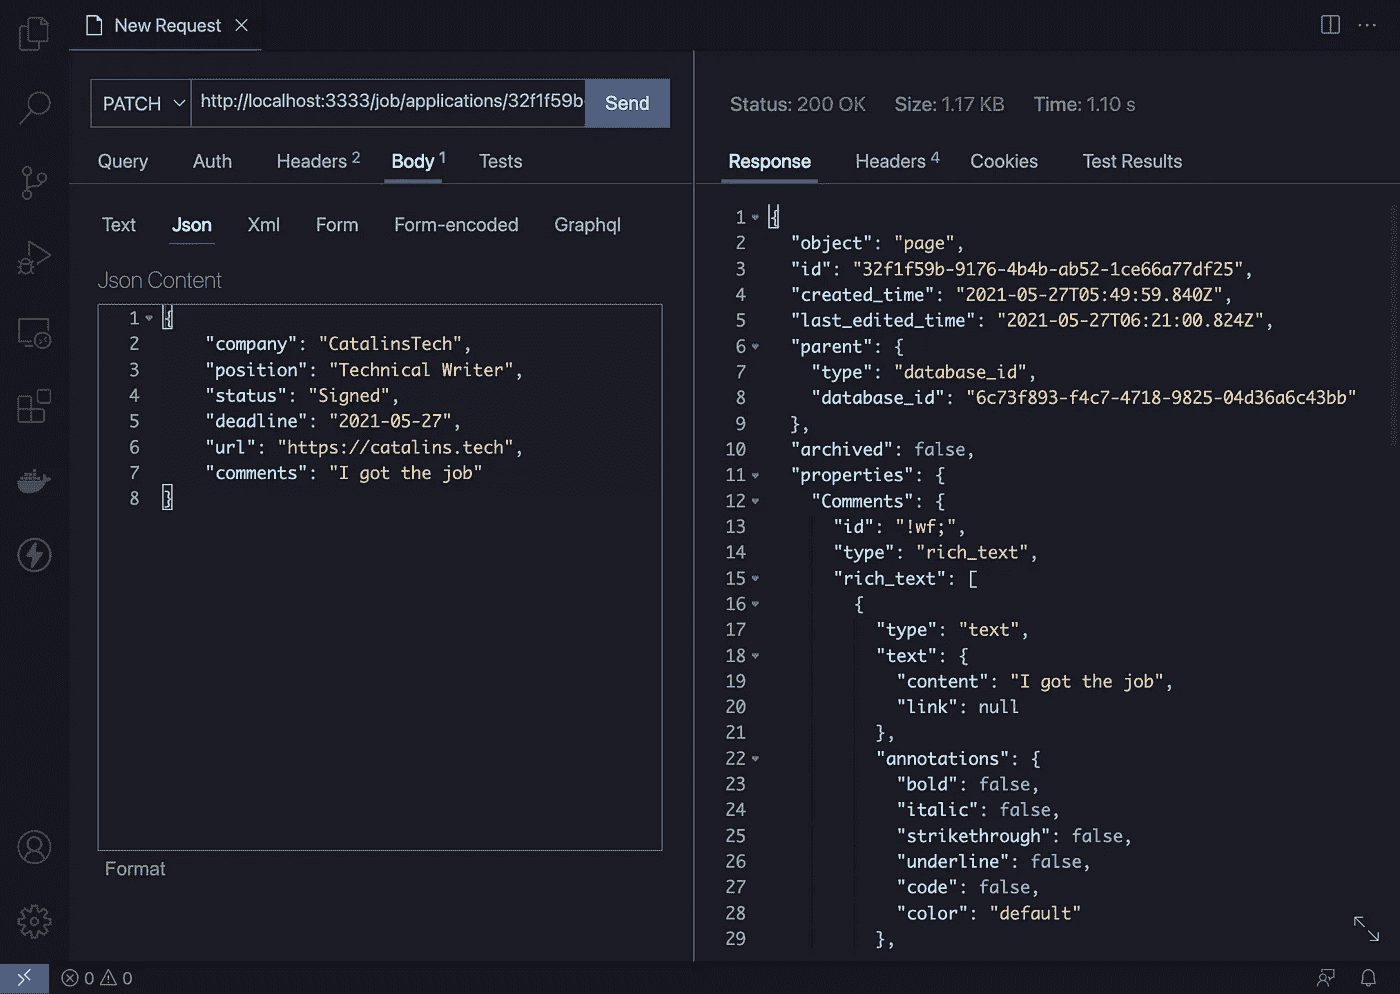 New Request
PATCH http://localhost:3333/job/applications/32f1f59b Send
Query Auth Headers 2 Body 1 Tests
Text Json Xml Form Form-encoded Graphql
Json Content
1 {
2 "company": "CatalinsTech",
3 "position": "Technical Writer",
4 "status": "Signed",
5 "deadline": "2021-05-27",
6 "url": "https://catalins.tech",
7 "comments": "I got the job"
8 }
Format
Status: 200 OK Size: 1.17 KB Time: 1.10 s
Response Headers 4 Cookies Test Results
1 {
2 "object": "page",
3 "id": "32f1f59b-9176-4b4b-ab52-1ce66a77df25",
4 "created_time": "2021-05-27T05:49:59.840Z",
5 "last_edited_time": "2021-05-27T06:21:00.824Z",
6 "parent": {
7 "type": "database_id",
8 "database_id": "6c73f893-f4c7-4718-9825-04d36a6c43bb"
9 },
10 "archived": false,
11 "properties": {
12 "Comments": {
13 "id": "!wf;",
14 "type": "rich_text",
15 "rich_text": [
16 {
17 "type": "text",
18 "text": {
19 "content": "I got the job",
20 "link": null
21 },
22 "annotations": {
23 "bold": false,
24 "italic": false,
25 "strikethrough": false,
26 "underline": false,
27 "code": false,
28 "color": "default"
29 },
0 0